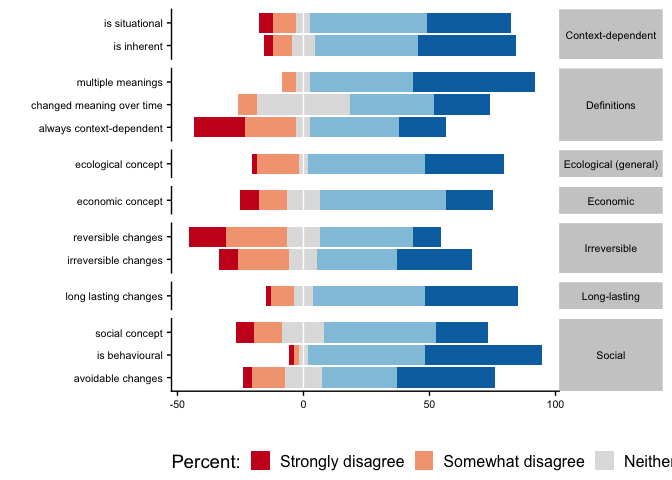 is situational
is inherent
Context-dependent
multiple meanings
changed meaning over time
always context-dependent
Definitions
ecological concept
Ecological (general)
economic concept
Economic
reversible changes
irreversible changes
Irreversible
long lasting changes
Long-lasting
social concept
is behavioural
avoidable changes
Social
-50 0 50 100
Percent: Strongly disagree Somewhat disagree Neither